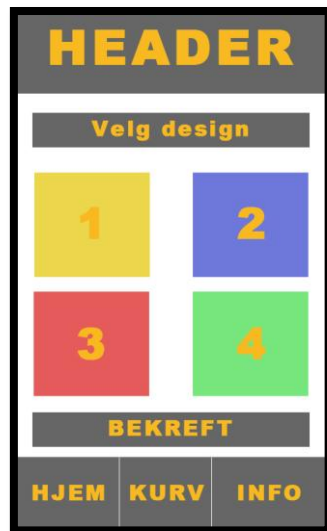 HEADER
Velg design
1 2
3 4
BEKREFT
HJEM KURV INFO